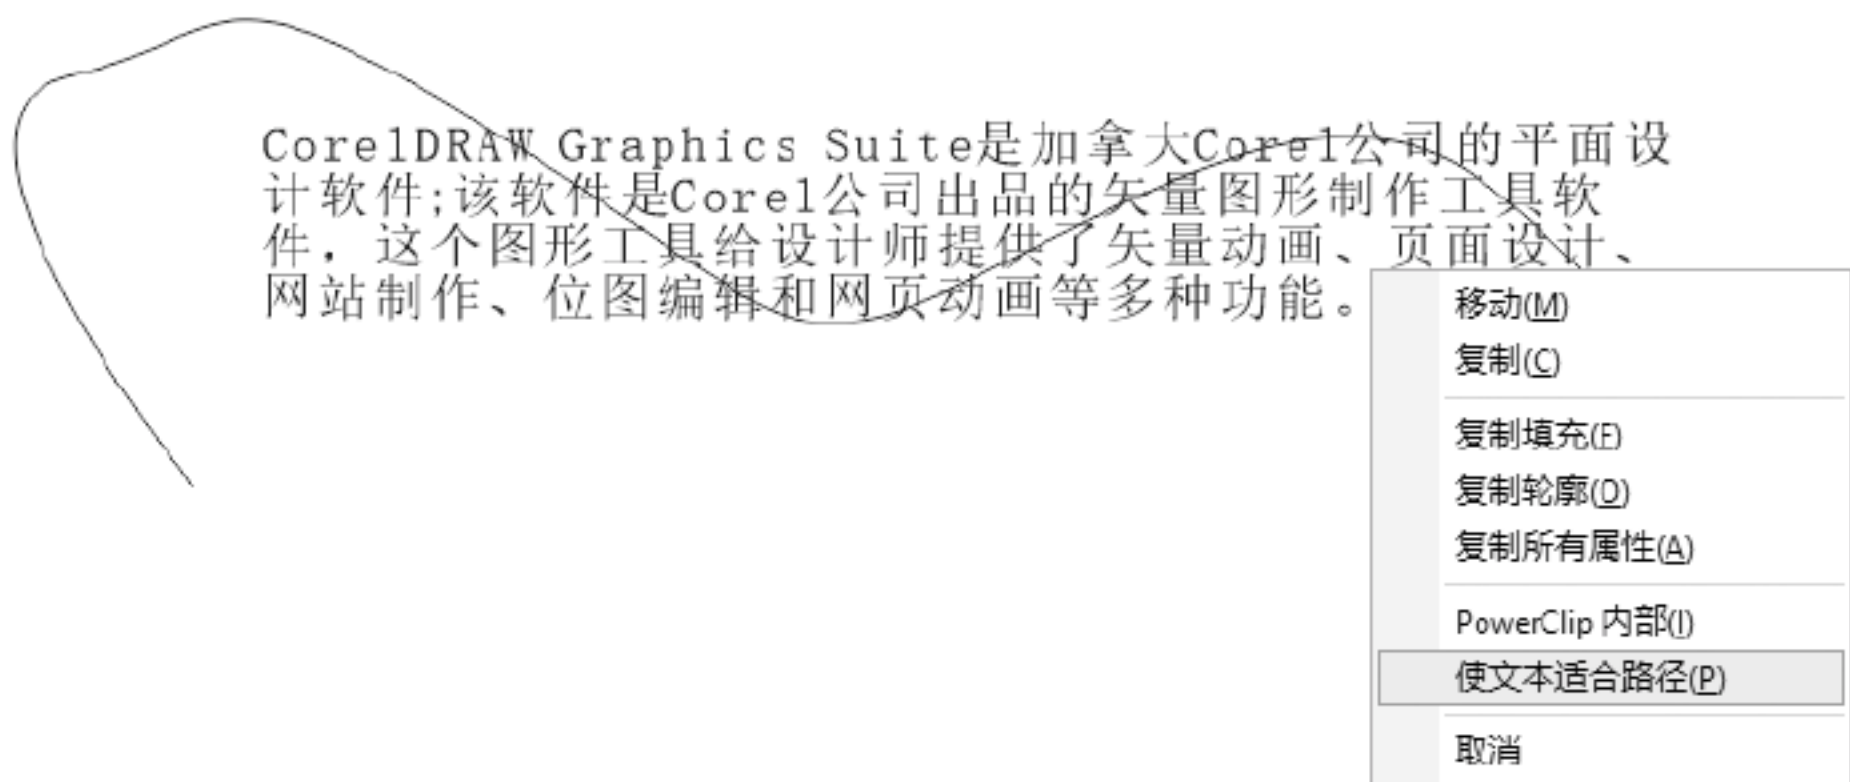 CorelDRAW Graphics Suite是加拿大Corel公司的平面设
计软件;该软件是Corel公司出品的矢量图形制作工具软
件，这个图形工具给设计师提供了矢量动画、页面设计、
网站制作、位图编辑和网页动画等多种功能。
移动(M)
复制(C)
复制填充(F)
复制轮廓(O)
复制所有属性(A)
PowerClip 内部(I)
使文本适合路径(P)
取消